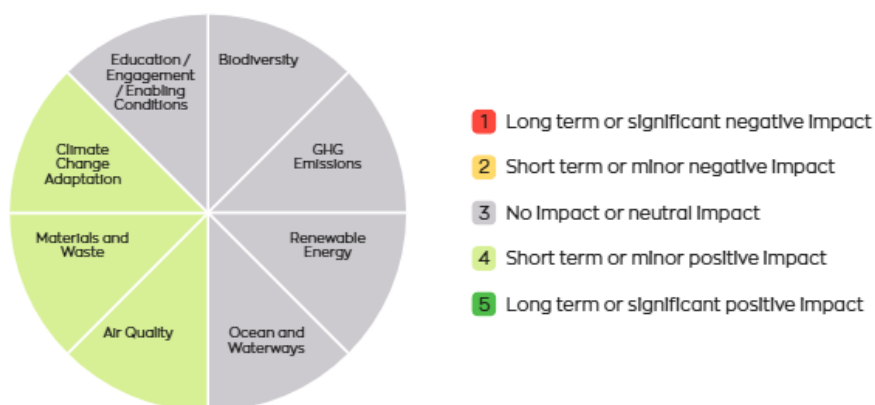 Education /
Engagement
/ Enabling
Conditions
Biodiversity
GHG
Emissions
Renewable
Energy
Ocean and
Waterways
Air Quality
Materials and
Waste
Climate
Change
Adaptation
1 Long term or significant negative impact
2 Short term or minor negative impact
3 No impact or neutral impact
4 Short term or minor positive impact
5 Long term or significant positive impact